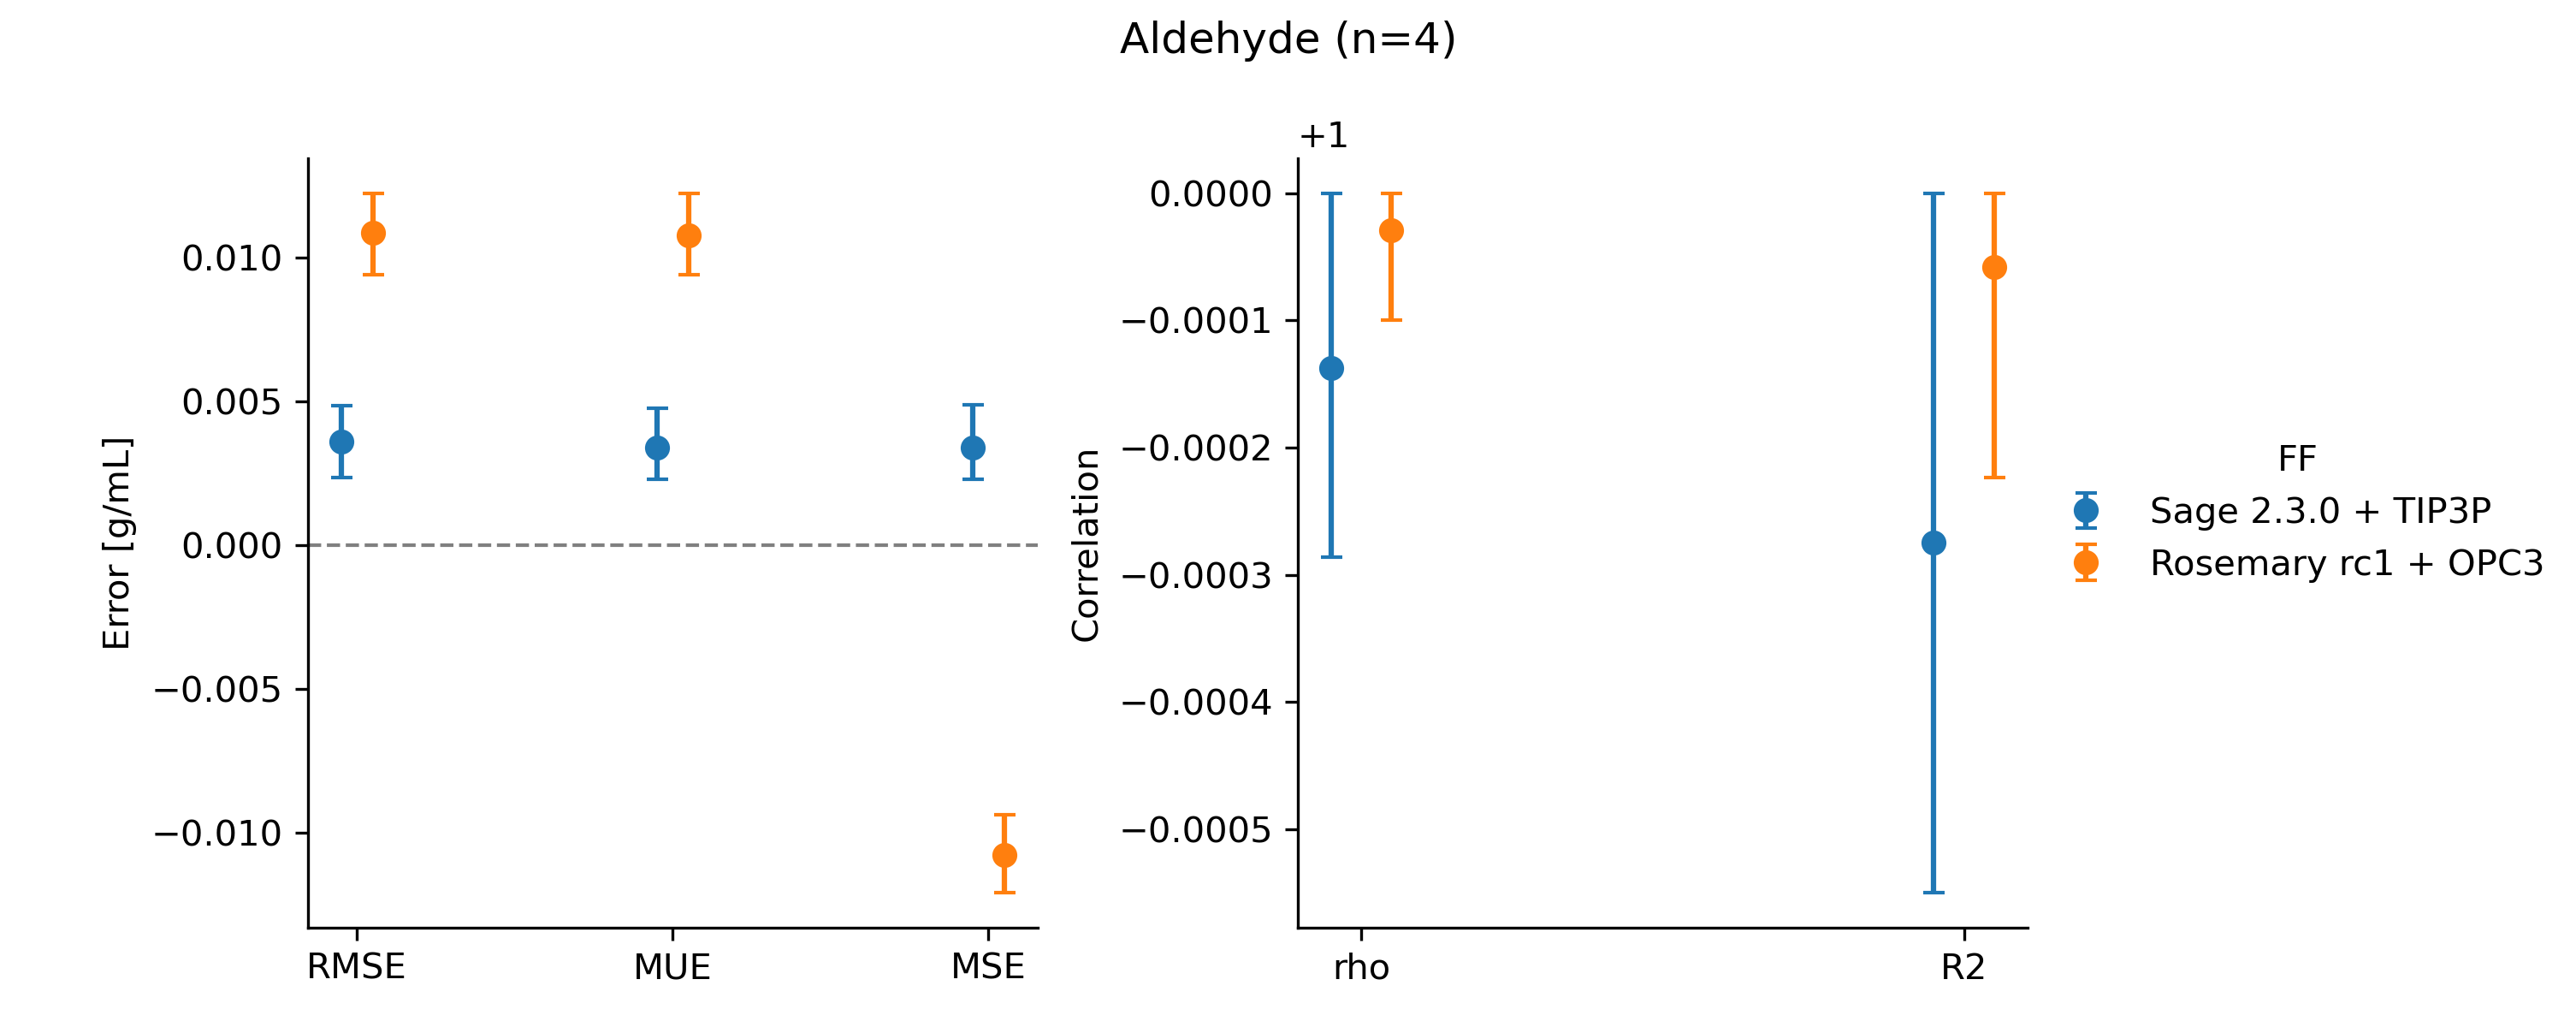 Aldehyde (n=4)
Error [g/mL]
0.010
0.005
0.000
−0.005
−0.010
RMSE
MUE
MSE
+1
Correlation
0.0000
−0.0001
−0.0002
−0.0003
−0.0004
−0.0005
rho
R2
FF
Sage 2.3.0 + TIP3P
Rosemary rc1 + OPC3